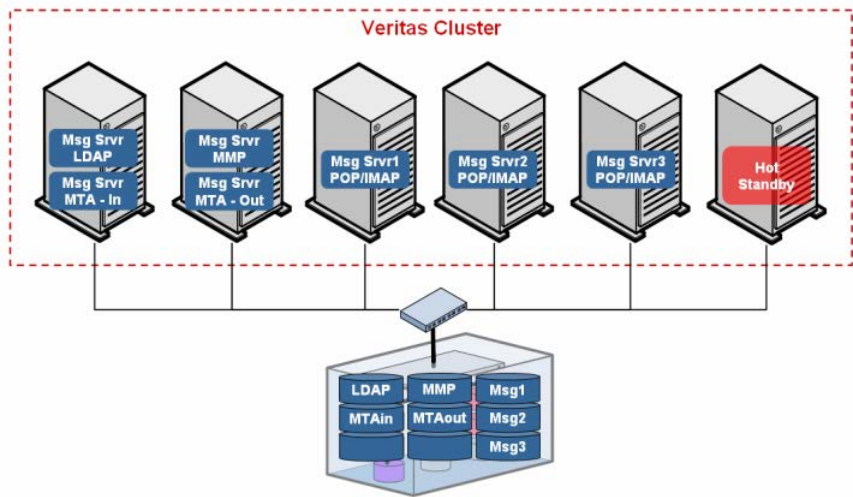 Veritas Cluster
Msg Srvr
LDAP
Msg Srvr
MTA - In
Msg Srvr
MMP
Msg Srvr
MTA - Out
Msg Srvr1
POP/IMAP
Msg Srvr2
POP/IMAP
Msg Srvr3
POP/IMAP
Hot
Standby
LDAP
MMP
Msg1
MTAin
MTAout
Msg2
Msg3